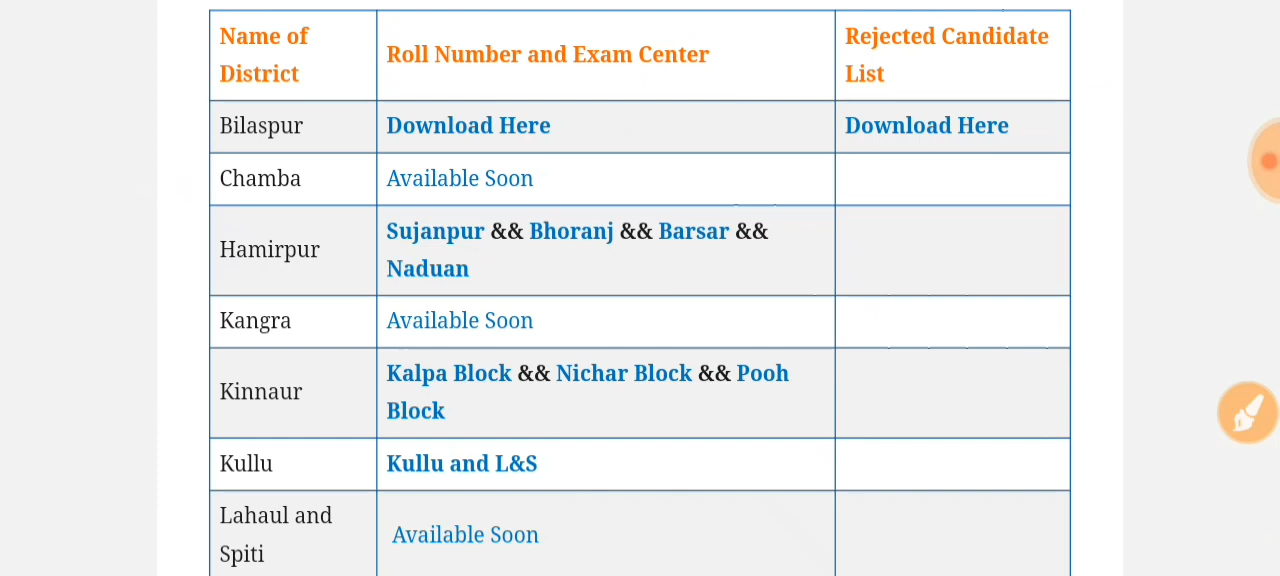 Name of District
Roll Number and Exam Center
Rejected Candidate List
Bilaspur
Download Here
Download Here
Chamba
Available Soon
Hamirpur
Sujanpur && Bhoranj && Barsar &&
Naduan
Kangra
Available Soon
Kinnaur
Kalpa Block && Nichar Block && Pooh
Block
Kullu
Kullu and L&S
Lahaul and
Spiti
Available Soon